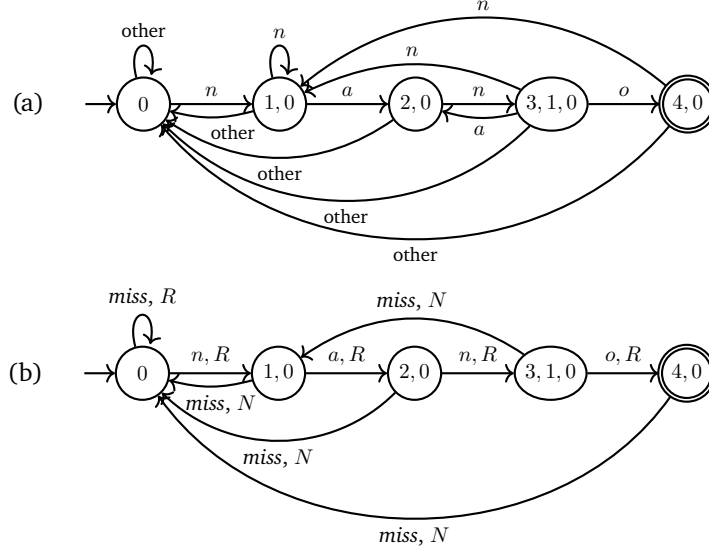 other n n n
(a) 0 n 1, 0 a 2, 0 n 3, 1, 0 o 4, 0
other a
other
other
other
miss, R miss, N
(b) 0 n, R 1, 0 a, R 2, 0 n, R 3, 1, 0 o, R 4, 0
miss, N
miss, N
miss, N